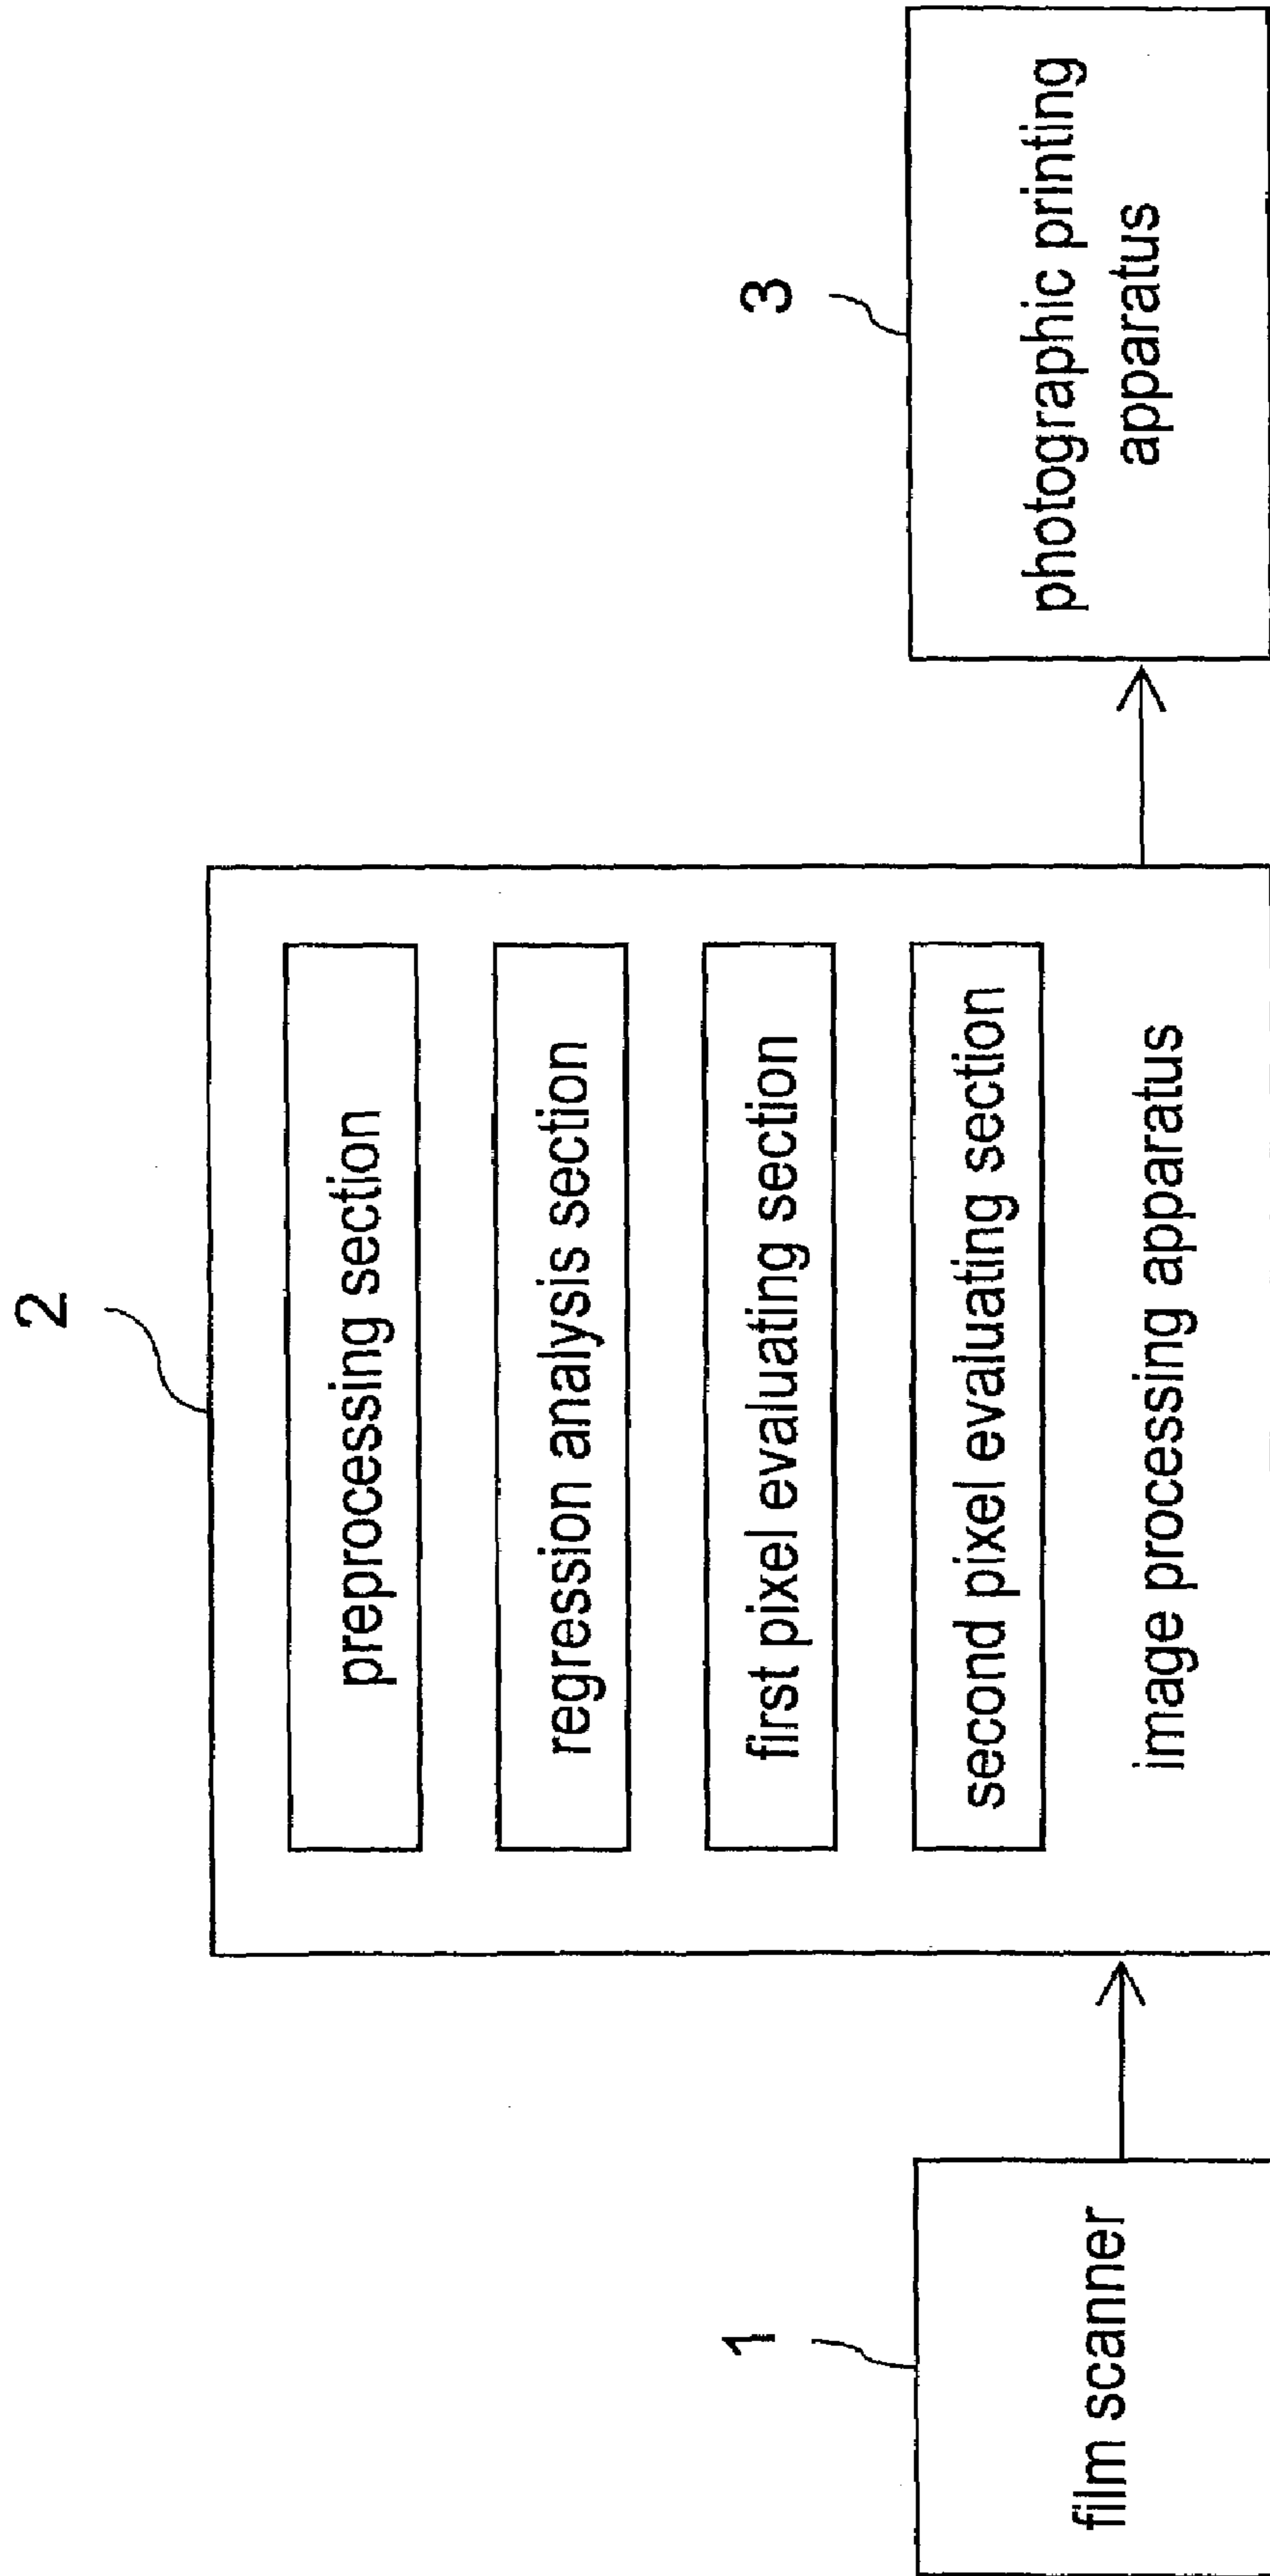 1
film scanner
2
preprocessing section
regression analysis section
first pixel evaluating section
second pixel evaluating section
image processing apparatus
3
photographic printing
apparatus